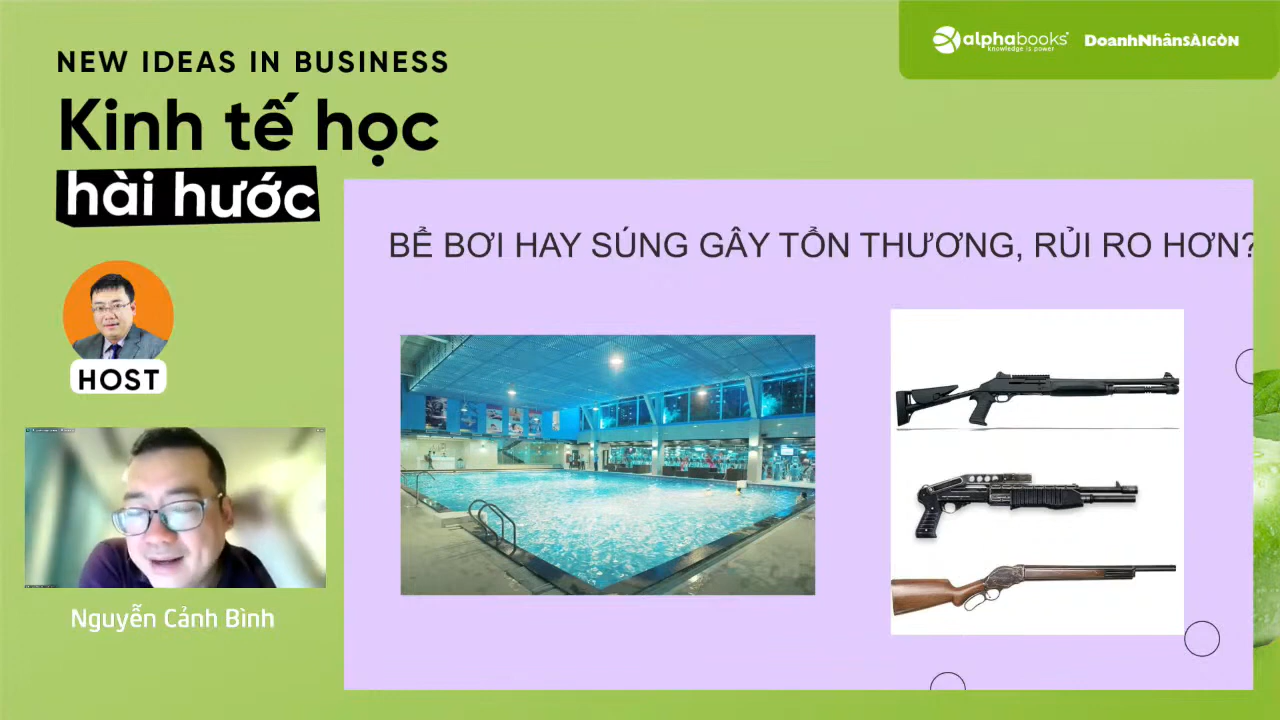 NEW IDEAS IN BUSINESS
Kinh tế học
hài hước
alphabooks
knowledge is power
DoanhNhânSÀIGÒN
BỂ BƠI HAY SÚNG GÂY TỔN THƯƠNG, RỦI RO HƠN?
HOST
Nguyễn Cảnh Bình